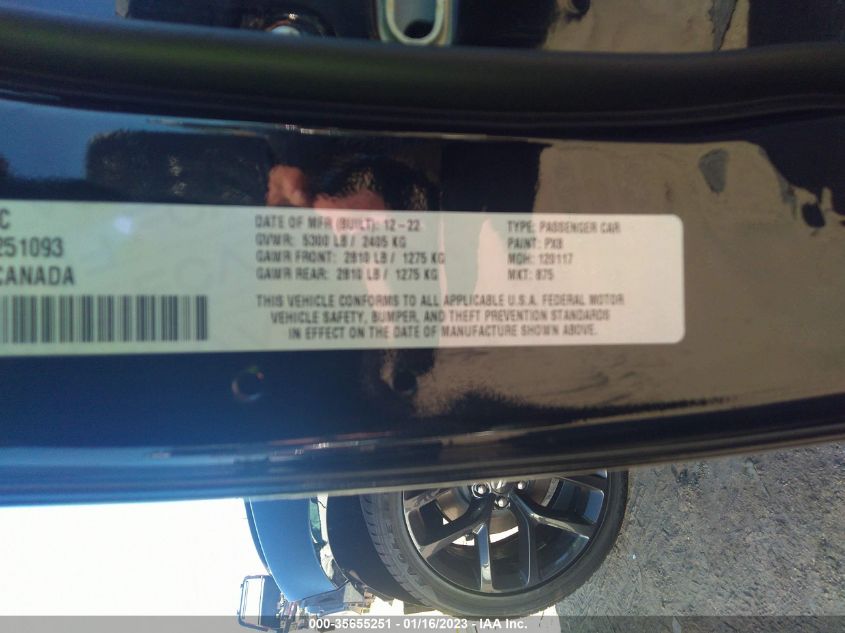 C
251093
CANADA
DATE OF MFR (BUILT): 12-22
GVWR: 5300 LB / 2405 KG
GAWR FRONT: 2810 LB / 1275 KG
GAWR REAR: 2810 LB / 1275 KG
TYPE: PASSENGER CAR
PAINT: PX8
MDH: 120117
MKT: 875
THIS VEHICLE CONFORMS TO ALL APPLICABLE U.S.A. FEDERAL MOTOR
VEHICLE SAFETY, BUMPER, AND THEFT PREVENTION STANDARDS
IN EFFECT ON THE DATE OF MANUFACTURE SHOWN ABOVE.
000-35655251 - 01/16/2023 - IAA Inc.